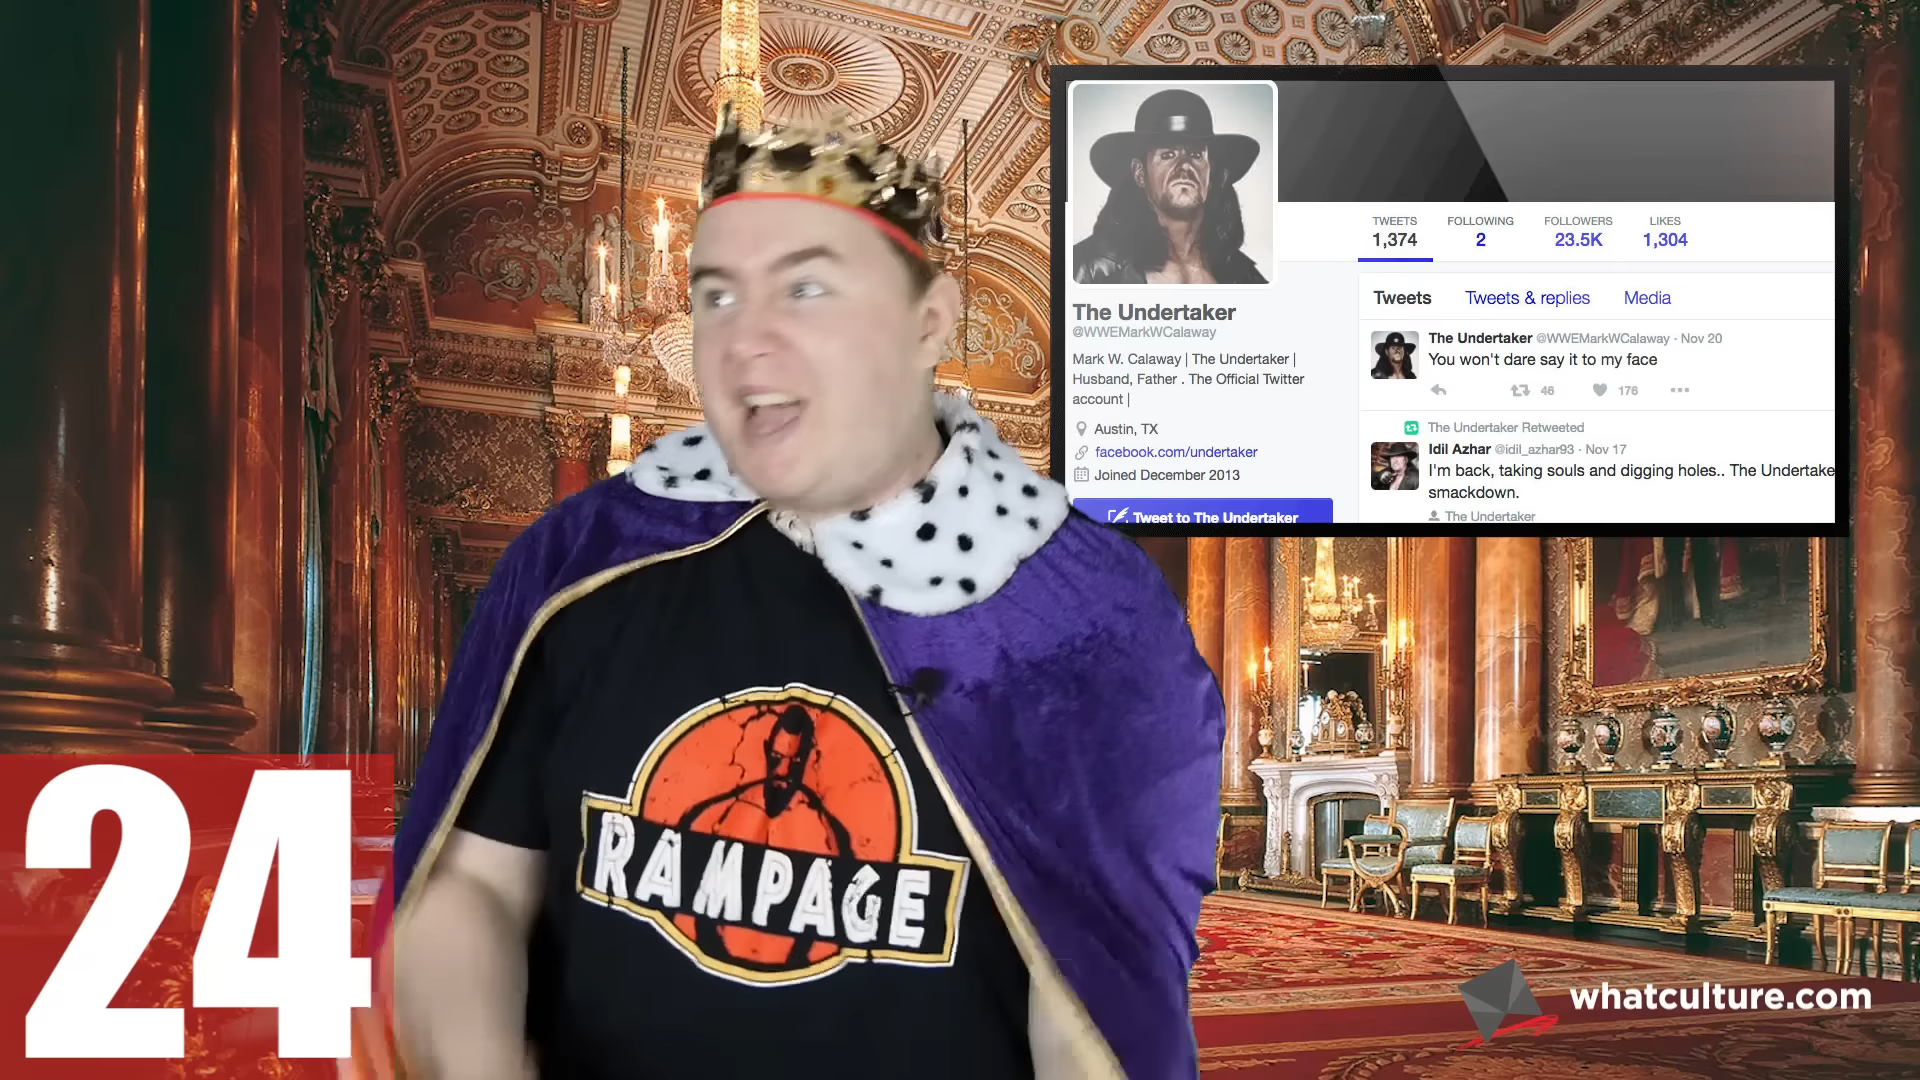 TWEETS FOLLOWING FOLLOWERS LIKES
1,374 2 23.5K 1,304
The Undertaker
@WWEMarkWCalaway
Mark W. Calaway | The Undertaker |
Husband, Father . The Official Twitter
account |
Austin, TX
facebook.com/undertaker
Joined December 2013
Tweet to The Undertaker
Tweets Tweets & replies Media
The Undertaker @WWEMarkWCalaway · Nov 20
You won't dare say it to my face
46 176
The Undertaker Retweeted
Idil Azhar @idil_azhar93 · Nov 17
I'm back, taking souls and digging holes.. The Undertake
smackdown.
The Undertaker
RAMPAGE
24
whatculture.com